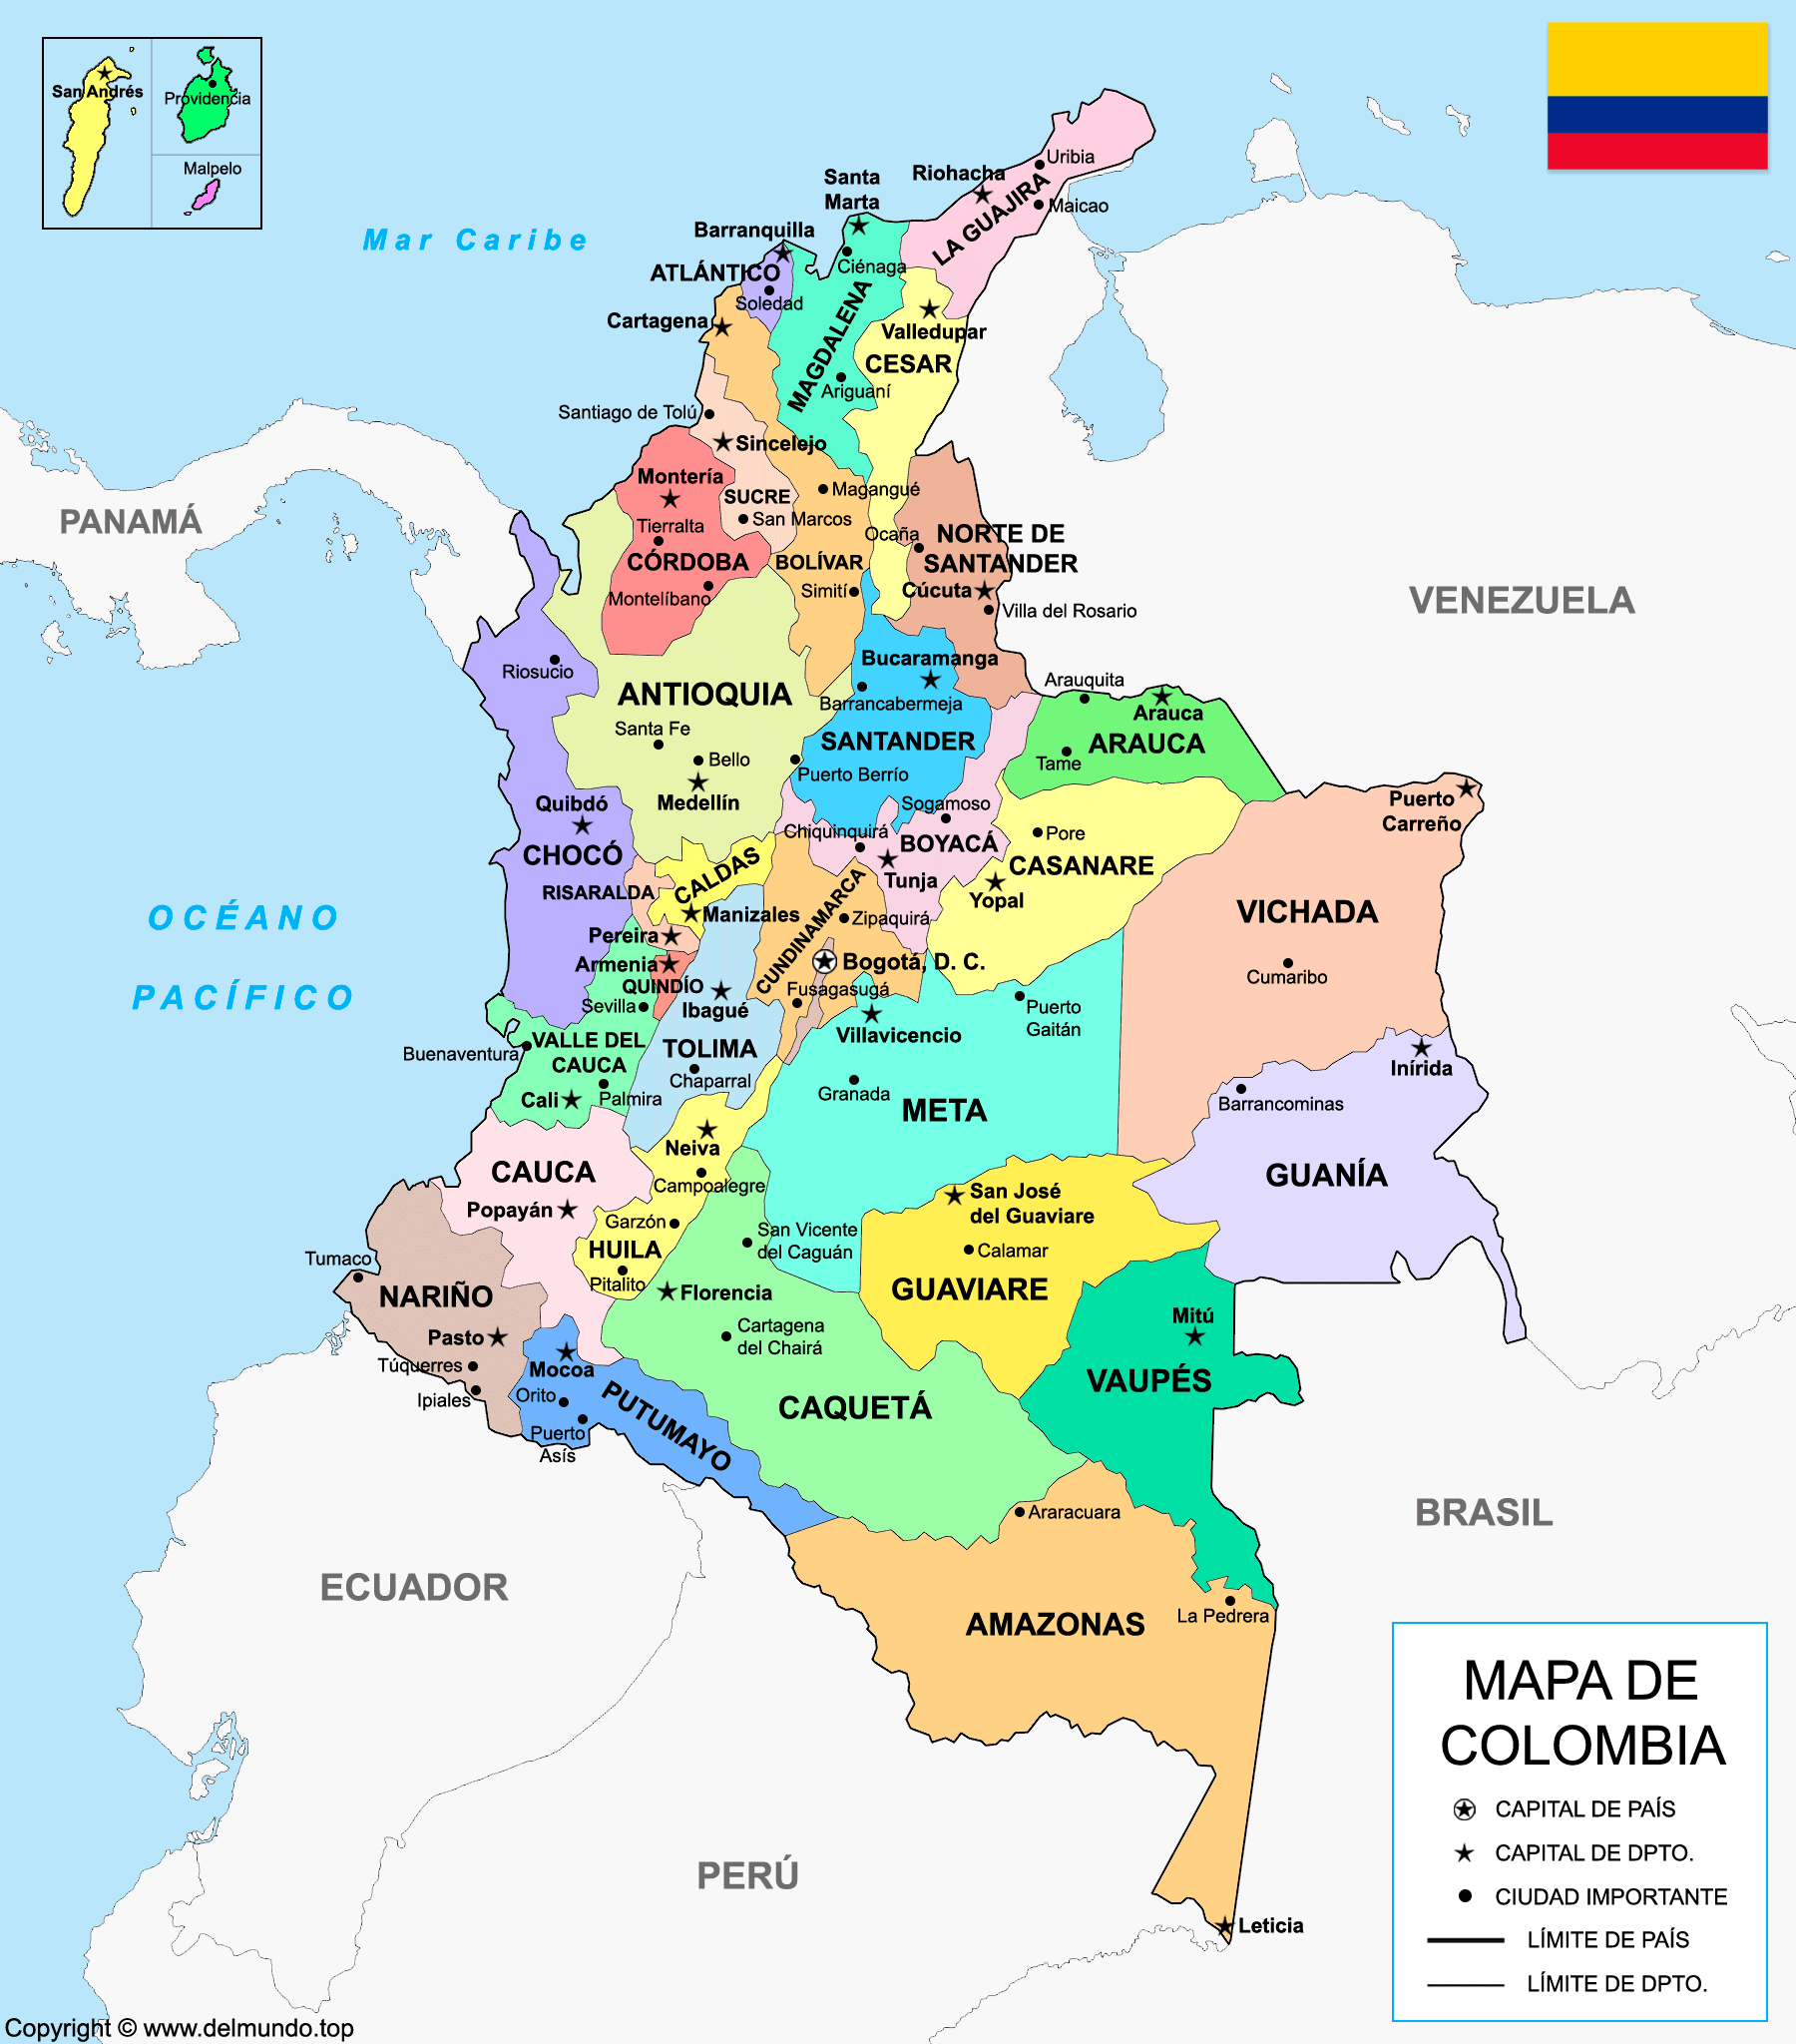 San Andrés
Providencia
Malpelo
Mar Caribe
Uribia
Riohacha
Santa
Marta
LA GUAJIRA
Maicao
Barranquilla
Ciénaga
ATLÁNTICO
Soledad
Cartagena
MAGDALENA
Valledupar
CESAR
Ariguaní
Santiago de Tolú
Sincelejo
Montería
SUCRE
Magangué
San Marcos
Tierralta
Ocaña
NORTE DE
SANTANDER
CÓRDOBA
BOLÍVAR
Cúcuta
Simití
Montelíbano
Villa del Rosario
PANAMÁ
VENEZUELA
Riosucio
Bucaramanga
ANTIOQUIA
Barrancabermeja
Arauquita
Arauca
ARAUCA
Tame
Santa Fe
SANTANDER
Bello
Puerto Berrío
Medellín
Quibdó
Sogamoso
Puerto
Carreño
Chiquinquirá
BOYACÁ
Pore
CHOCÓ
CALDAS
CASANARE
Tunja
RISARALDA
Yopal
CUNDINAMARCA
Manizales
Zipaquirá
VICHADA
OCÉANO
PACÍFICO
Pereira
Armenia
Bogotá, D. C.
Cumaribo
QUINDÍO
Fusagasugá
Sevilla
Ibagué
Puerto
Gaitán
Villavicencio
VALLE DEL
CAUCA
Buenaventura
TOLIMA
Chaparral
Inírida
Granada
META
Barrancominas
Cali
Palmira
Neiva
CAUCA
Campoalegre
GUANÍA
San José
del Guaviare
Popayán
Garzón
San Vicente
del Caguán
Calamar
HUILA
Tumaco
Pitalito
NARIÑO
Florencia
GUAVIARE
Mitú
Pasto
Cartagena
del Chairá
Túquerres
Mocoa
VAUPÉS
Ipiales
Orito
PUTUMAYO
CAQUETÁ
Puerto
Asís
Araracuara
BRASIL
ECUADOR
AMAZONAS
La Pedrera
PERÚ
Leticia
MAPA DE
COLOMBIA
CAPITAL DE PAÍS
CAPITAL DE DPTO.
CIUDAD IMPORTANTE
LÍMITE DE PAÍS
LÍMITE DE DPTO.
Copyright © www.delmundo.top